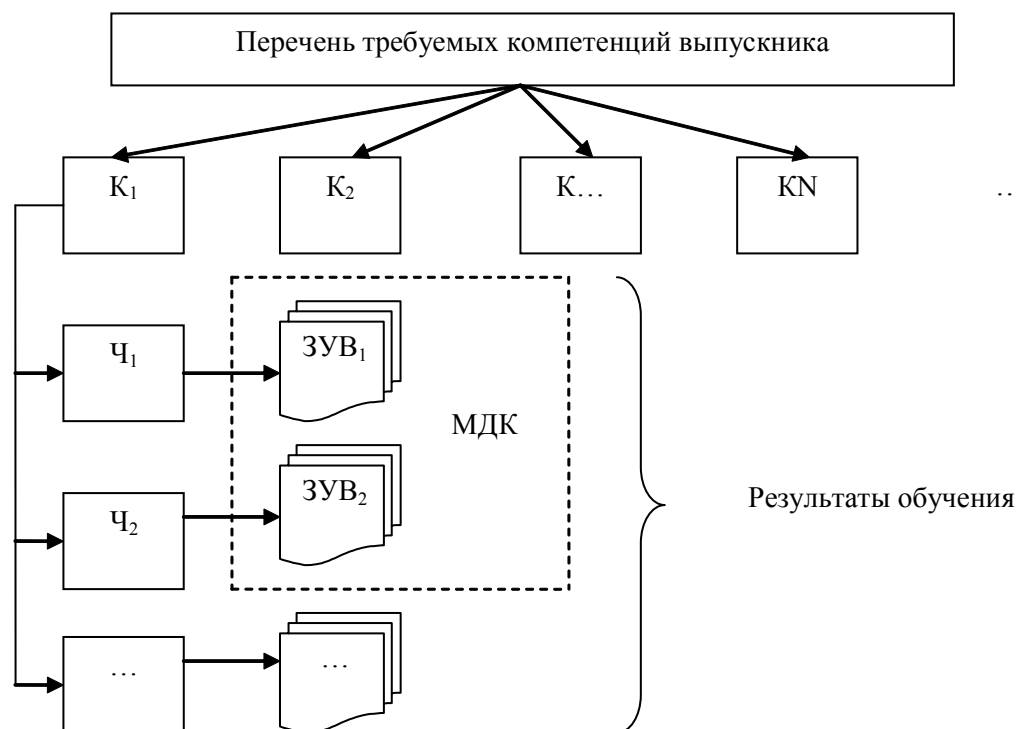 Перечень требуемых компетенций выпускника
К₁ К₂ К… КN ..
Ч₁ ЗУВ₁
МДК
Ч₂ ЗУВ₂
Результаты обучения
… …